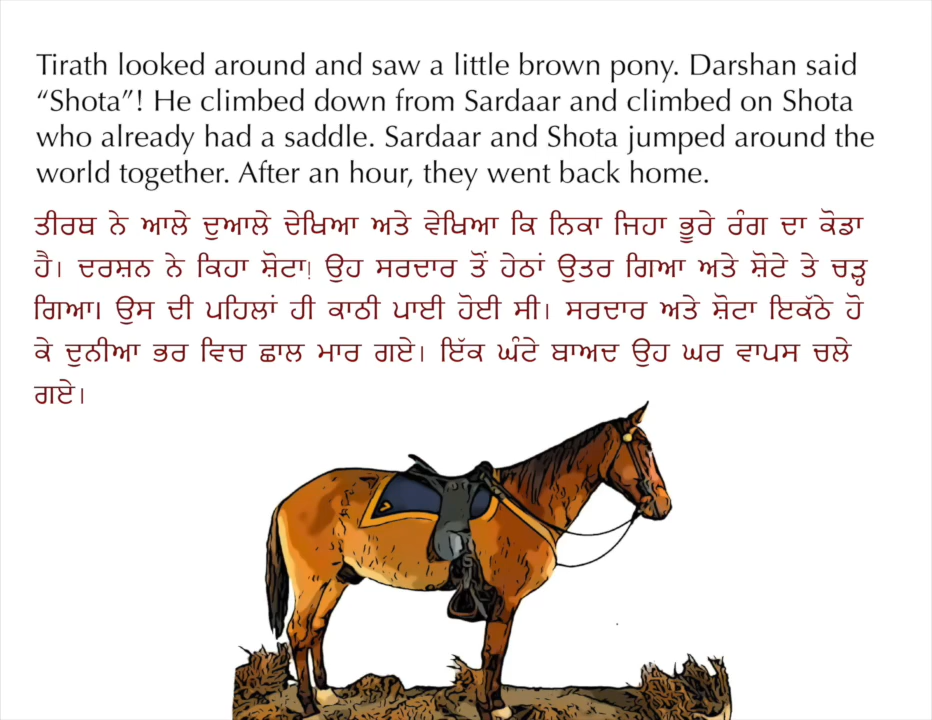 Tirath looked around and saw a little brown pony. Darshan said
“Shota”! He climbed down from Sardaar and climbed on Shota
who already had a saddle. Sardaar and Shota jumped around the
world together. After an hour, they went back home.
ਤੀਰਥ ਨੇ ਆਲੇ ਦੁਆਲੇ ਦੇਖਿਆ ਅਤੇ ਵੇਖਿਆ ਕਿ ਨਿਕਾ ਜਿਹਾ ਭੂਰੇ ਰੰਗ ਦਾ ਕੋਡਾ
ਹੈ। ਦਰਸ਼ਨ ਨੇ ਕਿਹਾ ਸ਼ੋਟਾ! ਉਹ ਸਰਦਾਰ ਤੋਂ ਹੇਠਾਂ ਉਤਰ ਗਿਆ ਅਤੇ ਸ਼ੋਟੇ ਤੇ ਚੜ੍ਹ
ਗਿਆ। ਉਸ ਦੀ ਪਹਿਲਾਂ ਹੀ ਕਾਠੀ ਪਾਈ ਹੋਈ ਸੀ। ਸਰਦਾਰ ਅਤੇ ਸ਼ੋਟਾ ਇਕੱਠੇ ਹੋ
ਕੇ ਦੁਨੀਆ ਭਰ ਵਿਚ ਛਾਲ ਮਾਰ ਗਏ। ਇੱਕ ਘੰਟੇ ਬਾਅਦ ਉਹ ਘਰ ਵਾਪਸ ਚਲੇ
ਗਏ।